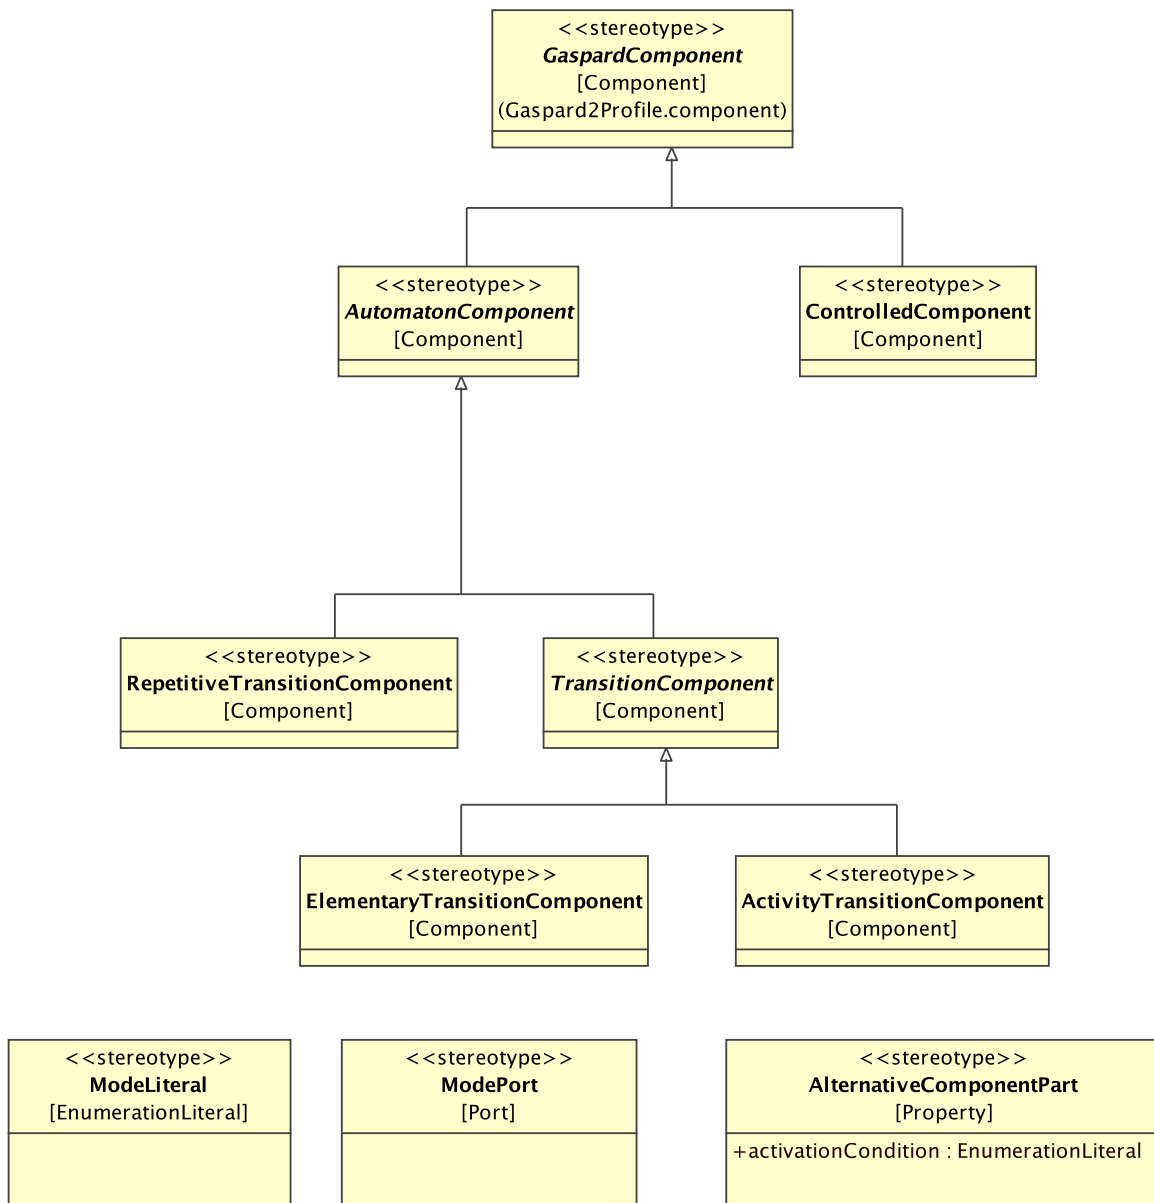 <<stereotype>>
GaspardComponent
[Component]
(Gaspard2Profile.component)
<<stereotype>>
AutomatonComponent
[Component]
<<stereotype>>
ControlledComponent
[Component]
<<stereotype>>
RepetitiveTransitionComponent
[Component]
<<stereotype>>
TransitionComponent
[Component]
<<stereotype>>
ElementaryTransitionComponent
[Component]
<<stereotype>>
ActivityTransitionComponent
[Component]
<<stereotype>>
ModeLiteral
[EnumerationLiteral]
<<stereotype>>
ModePort
[Port]
<<stereotype>>
AlternativeComponentPart
[Property]
+activationCondition : EnumerationLiteral